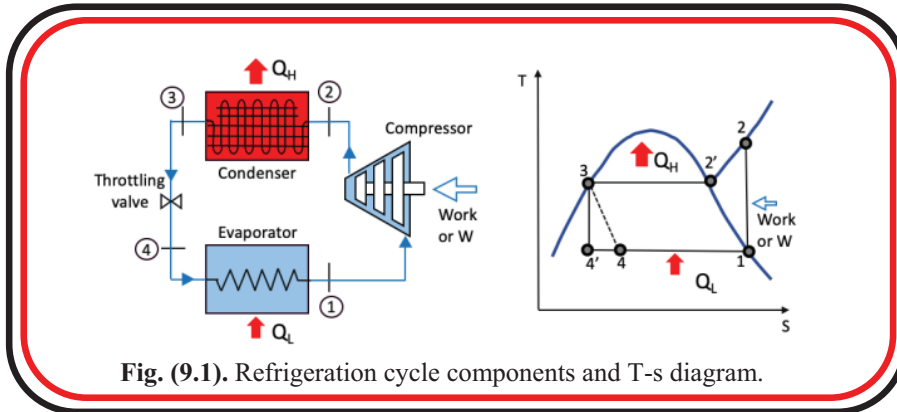 Q_H
③
②
Compressor
Condenser
Throttling
valve
Work
or W
Evaporator
④
①
Q_L
T
2
Q_H
2'
3
Work
or W
4'
4
1
Q_L
S
Fig. (9.1). Refrigeration cycle components and T-s diagram.